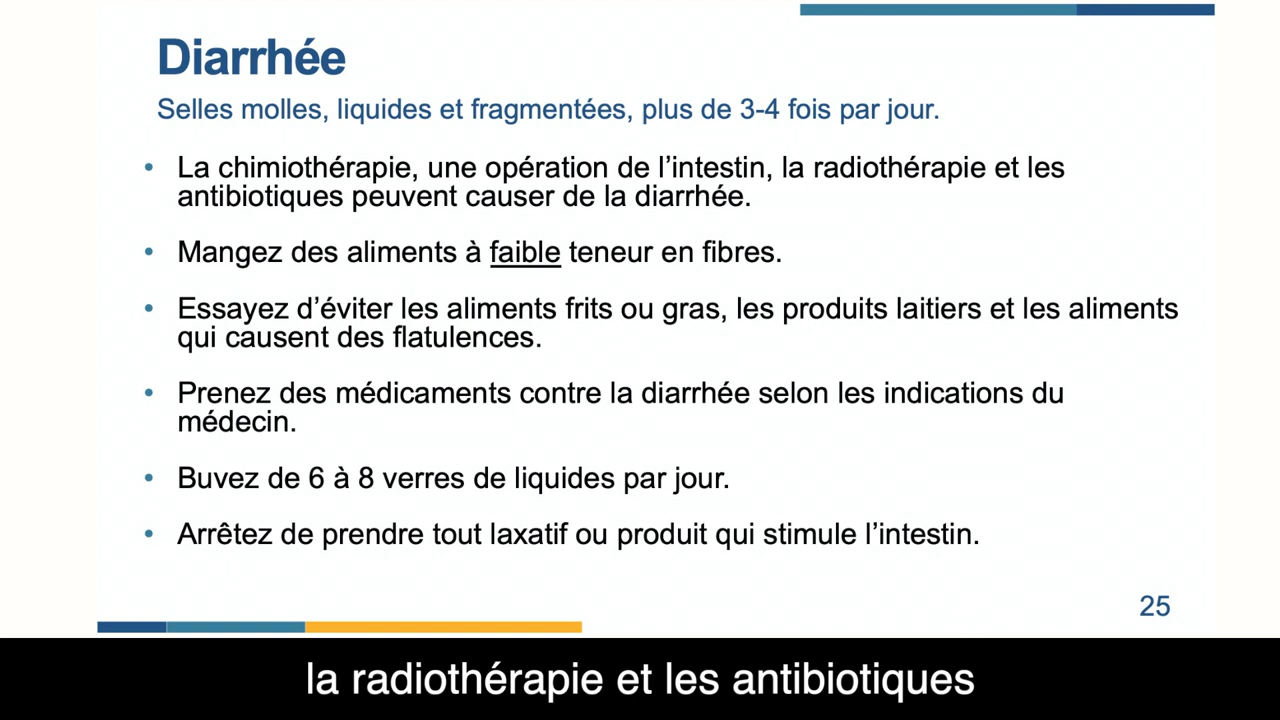 Diarrhée
Selles molles, liquides et fragmentées, plus de 3-4 fois par jour.
• La chimiothérapie, une opération de l’intestin, la radiothérapie et les
antibiotiques peuvent causer de la diarrhée.
• Mangez des aliments à faible teneur en fibres.
• Essayez d’éviter les aliments frits ou gras, les produits laitiers et les aliments
qui causent des flatulences.
• Prenez des médicaments contre la diarrhée selon les indications du
médecin.
• Buvez de 6 à 8 verres de liquides par jour.
• Arrêtez de prendre tout laxatif ou produit qui stimule l’intestin.
25
la radiothérapie et les antibiotiques